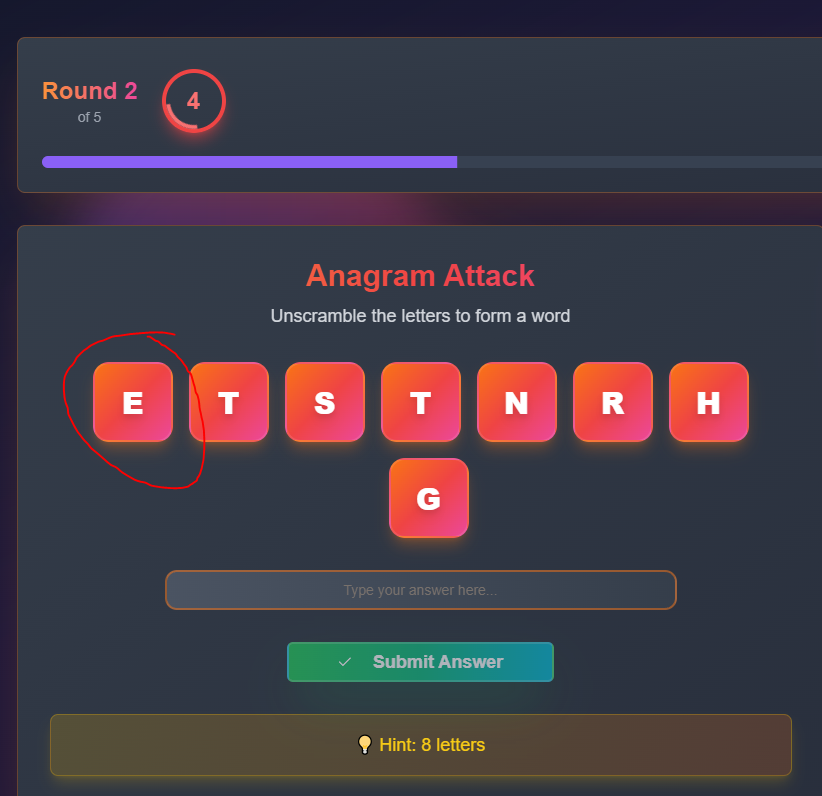 Round 2
4
of 5
Anagram Attack
Unscramble the letters to form a word
E T S T N R H
G
Type your answer here...
✓ Submit Answer
💡 Hint: 8 letters